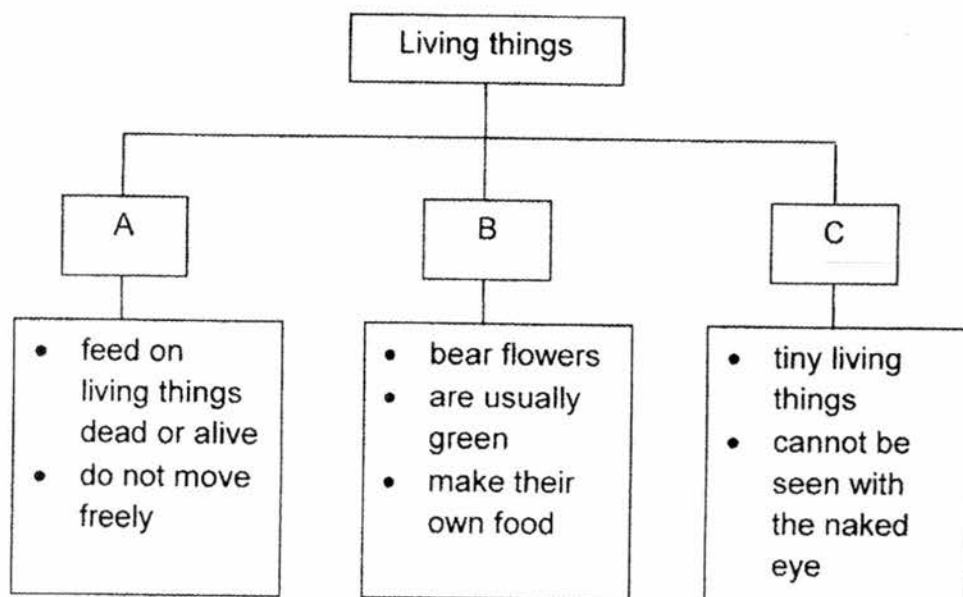 Living things
A
B
C
• feed on
living things
dead or alive
• do not move
freely
• bear flowers
• are usually
green
• make their
own food
• tiny living
things
• cannot be
seen with
the naked
eye